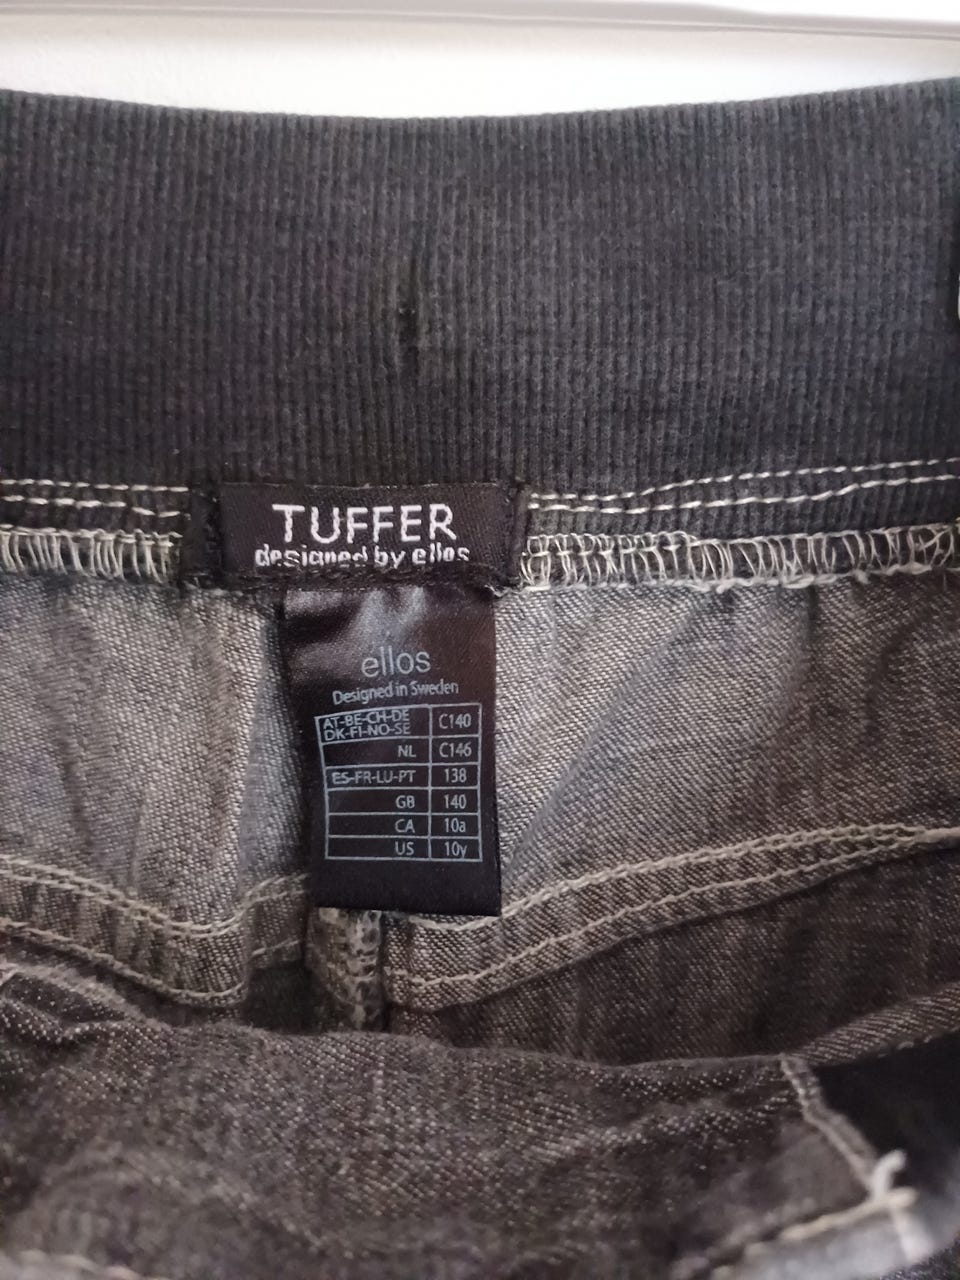 TUFFER
designed by ellos
ellos
Designed in Sweden
AT-BE-CH-DE
DK-FI-NO-SE C140
NL C146
ES-FR-LU-PT 138
GB 140
CA 10a
US 10y